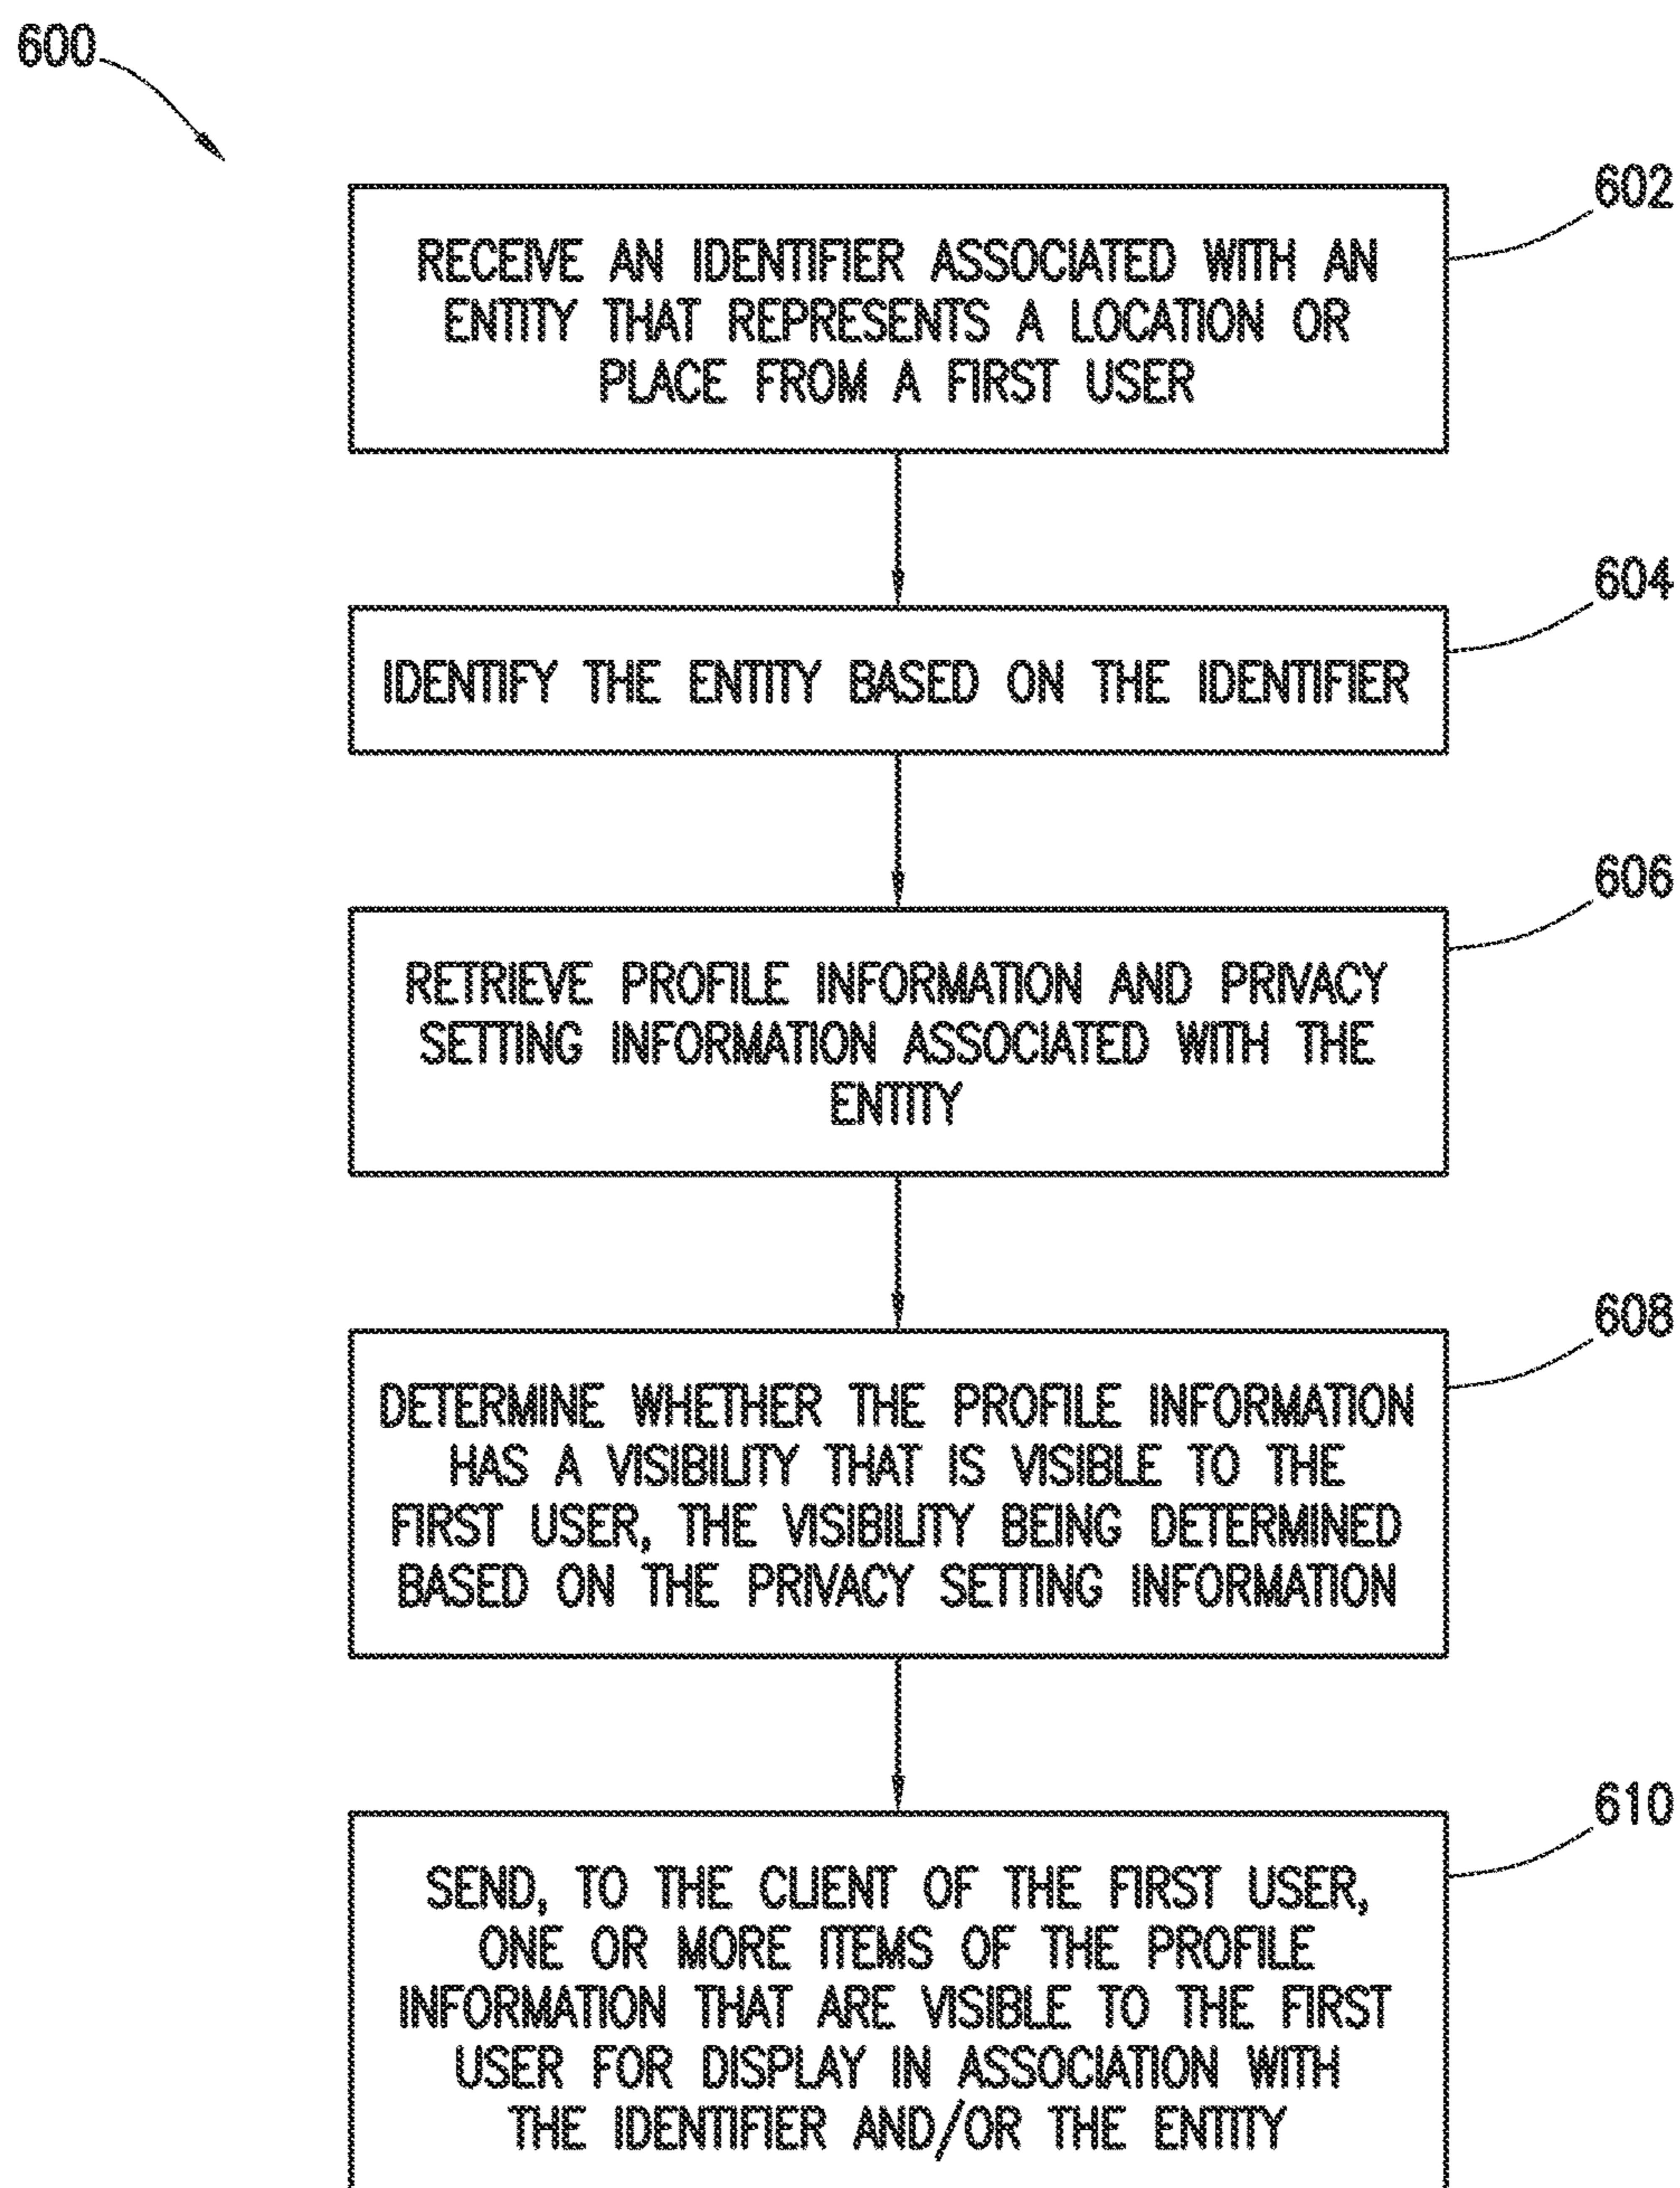 600
602
RECEIVE AN IDENTIFIER ASSOCIATED WITH AN
ENTITY THAT REPRESENTS A LOCATION OR
PLACE FROM A FIRST USER
604
IDENTIFY THE ENTITY BASED ON THE IDENTIFIER
606
RETRIEVE PROFILE INFORMATION AND PRIVACY
SETTING INFORMATION ASSOCIATED WITH THE
ENTITY
608
DETERMINE WHETHER THE PROFILE INFORMATION
HAS A VISIBILITY THAT IS VISIBLE TO THE
FIRST USER, THE VISIBILITY BEING DETERMINED
BASED ON THE PRIVACY SETTING INFORMATION
610
SEND, TO THE CLIENT OF THE FIRST USER,
ONE OR MORE ITEMS OF THE PROFILE
INFORMATION THAT ARE VISIBLE TO THE FIRST
USER FOR DISPLAY IN ASSOCIATION WITH
THE IDENTIFIER AND/OR THE ENTITY